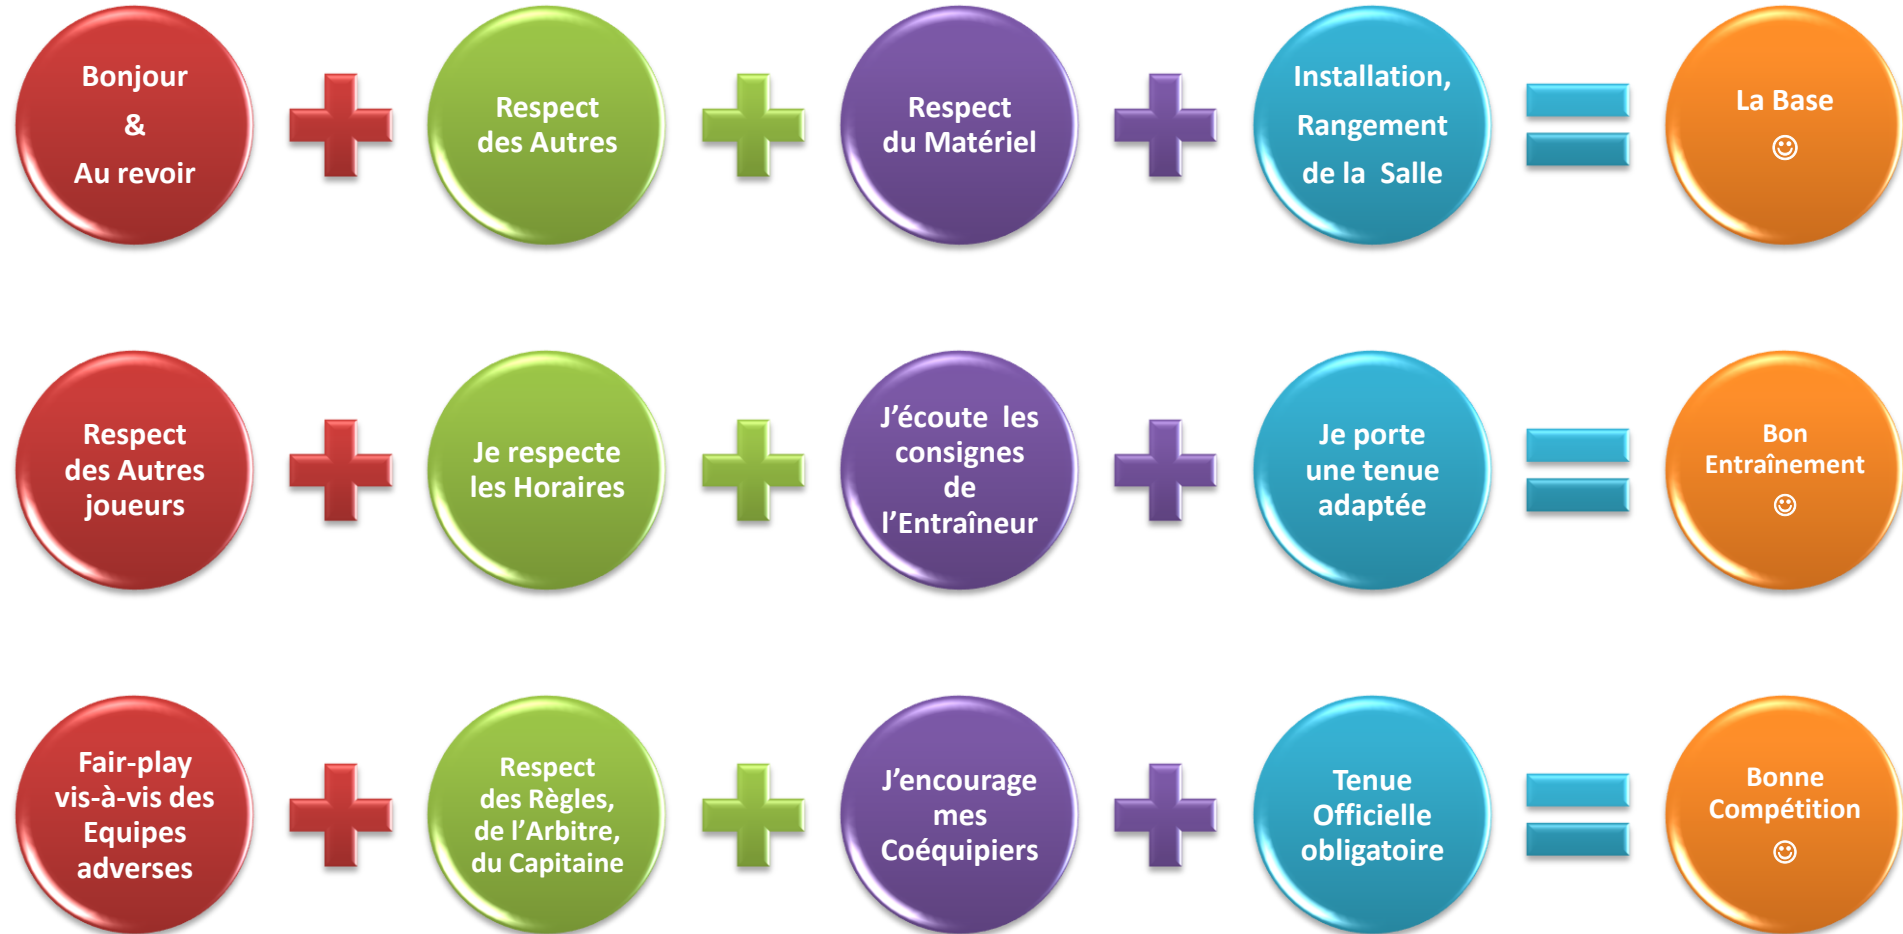 Bonjour
&
Au revoir
Respect
des Autres
Respect
du Matériel
Installation,
Rangement
de la Salle
La Base
☺
Respect
des Autres
joueurs
Je respecte
les Horaires
J’écoute les
consignes
de
l’Entraîneur
Je porte
une tenue
adaptée
Bon
Entraînement
☺
Fair-play
vis-à-vis des
Equipes
adverses
Respect
des Règles,
de l’Arbitre,
du Capitaine
J’encourage
mes
Coéquipiers
Tenue
Officielle
obligatoire
Bonne
Compétition
☺